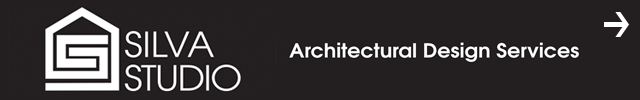 SILVA
STUDIO
Architectural Design Services